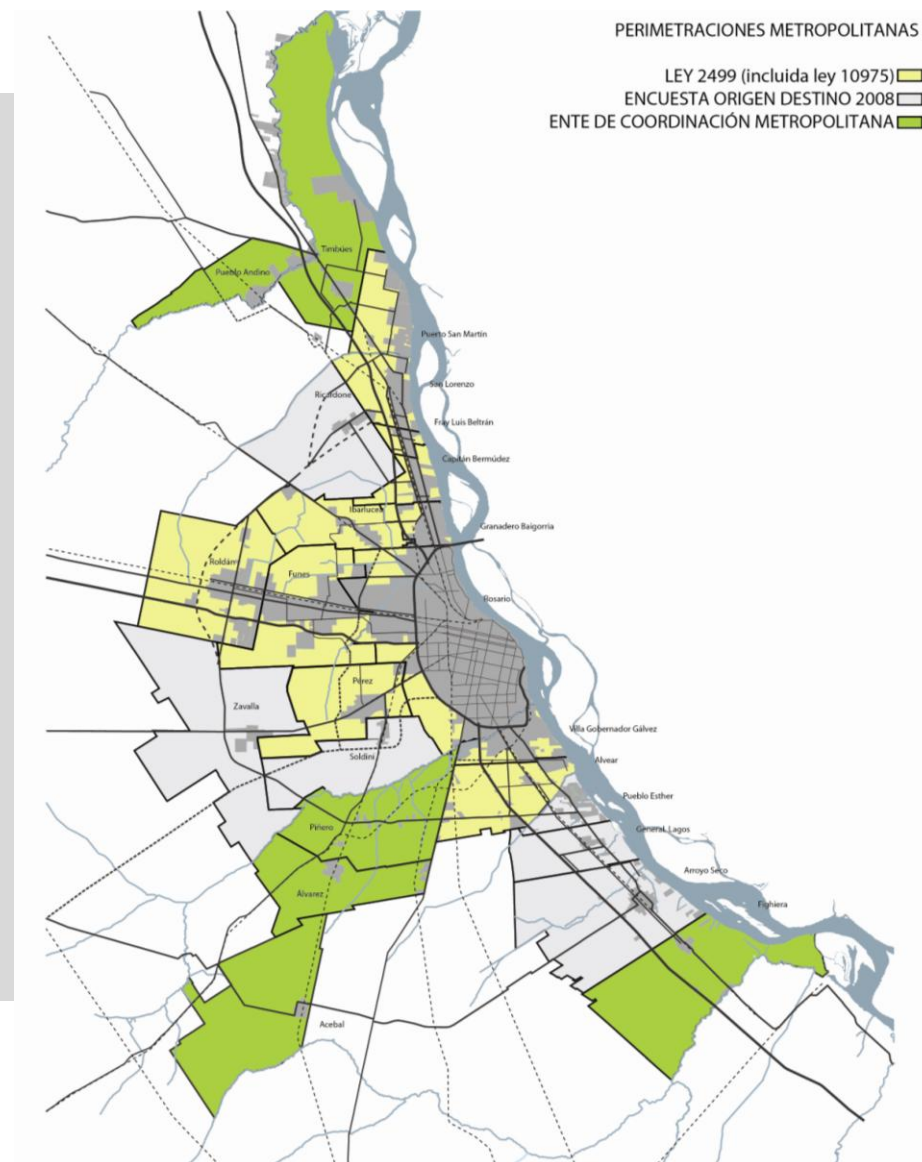 PERIMETRACIONES METROPOLITANAS
LEY 2499 (incluida ley 10975)
ENCUESTA ORIGEN DESTINO 2008
ENTE DE COORDINACIÓN METROPOLITANA
Timbúes
Pueblo Andino
Puerto San Martín
San Lorenzo
Ricardone
Fray Luis Beltrán
Capitán Bermúdez
Ibarlucea
Granadero Baigorria
Roldán
Funes
Rosario
Pérez
Zavalla
Villa Gobernador Gálvez
Soldini
Alvear
Pueblo Esther
Piñero
General Lagos
Arroyo Seco
Álvarez
Fighiera
Acebal